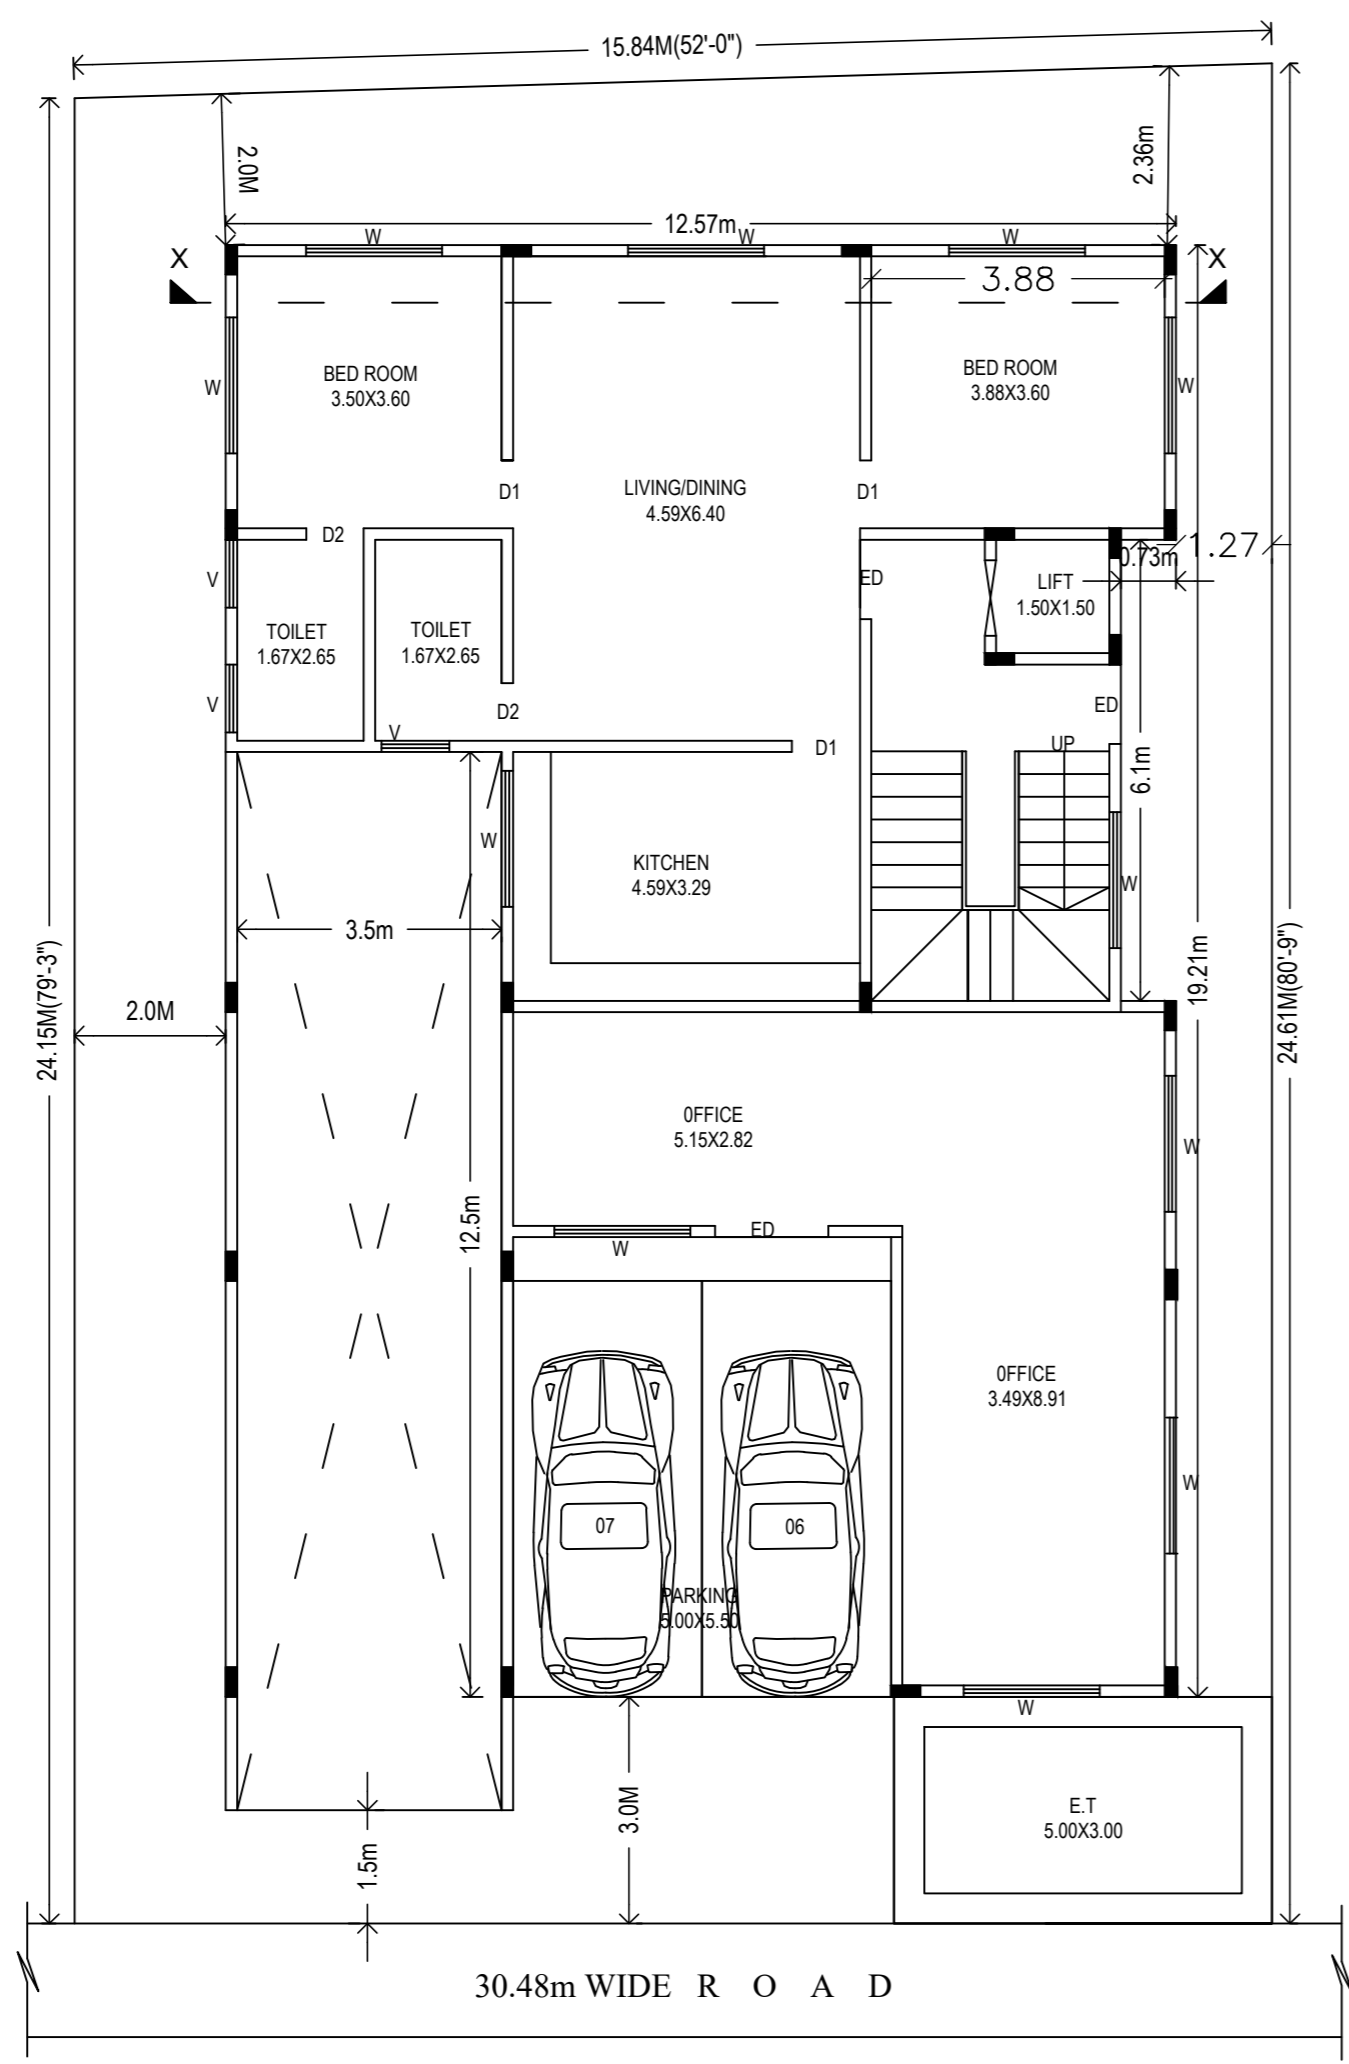 15.84M(52'-0")
2.0M
2.36m
12.57m
W
W
W
X
X
3.88
BED ROOM
3.50X3.60
BED ROOM
3.88X3.60
W
W
LIVING/DINING
4.59X6.40
D1
D1
D2
1.27
0.73m
ED
LIFT
1.50X1.50
V
TOILET
1.67X2.65
TOILET
1.67X2.65
V
D2
ED
V
D1
UP
6.1m
W
KITCHEN
4.59X3.29
W
3.5m
24.15M(79'-3")
2.0M
19.21m
24.61M(80'-9")
0FFICE
5.15X2.82
W
12.5m
ED
W
0FFICE
3.49X8.91
W
07
06
PARKING
5.00X5.50
W
3.0M
E.T
5.00X3.00
1.5m
30.48m WIDE R O A D